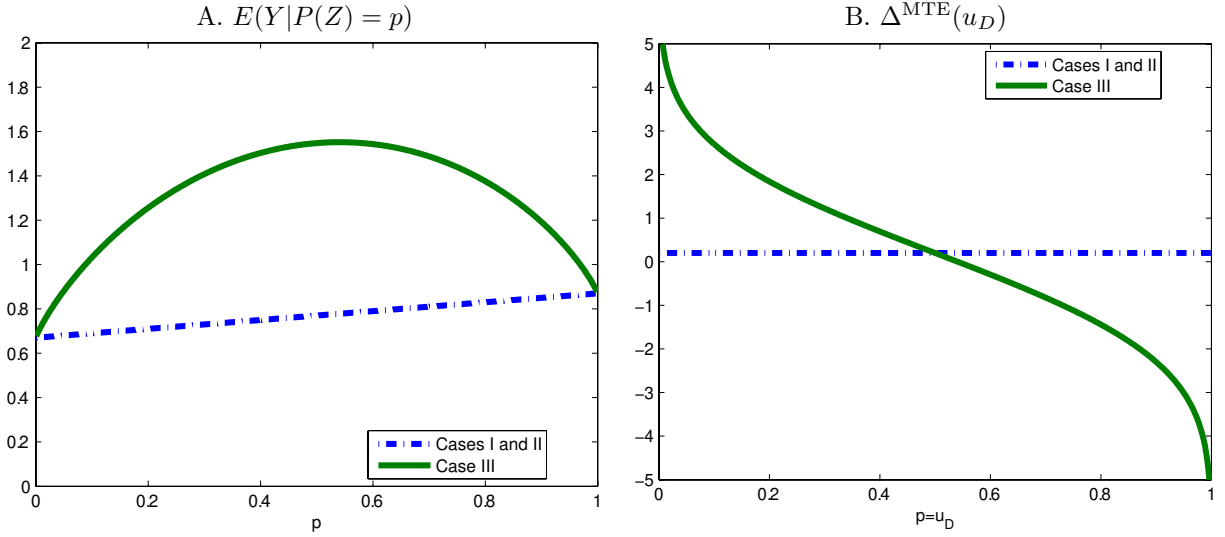 A. E(Y|P(Z) = p)
2
1.8
1.6
1.4
1.2
1
0.8
0.6
0.4
0.2
0
0 0.2 0.4 0.6 0.8 1
p
Cases I and II
Case III
B. Δ^MTE(u_D)
5
4
3
2
1
0
−1
−2
−3
−4
−5
0 0.2 0.4 0.6 0.8 1
p=u_D
Cases I and II
Case III